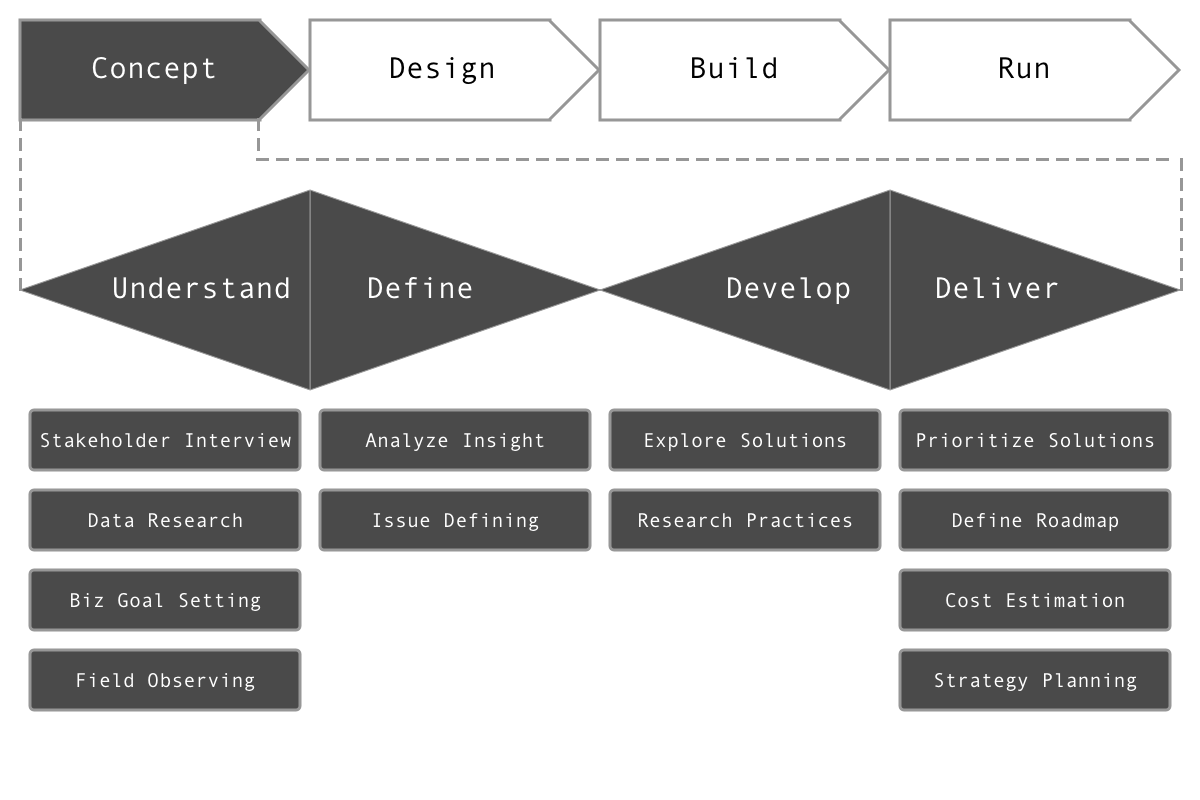 Concept
Design
Build
Run
Understand
Define
Develop
Deliver
Stakeholder Interview
Analyze Insight
Explore Solutions
Prioritize Solutions
Data Research
Issue Defining
Research Practices
Define Roadmap
Biz Goal Setting
Cost Estimation
Field Observing
Strategy Planning